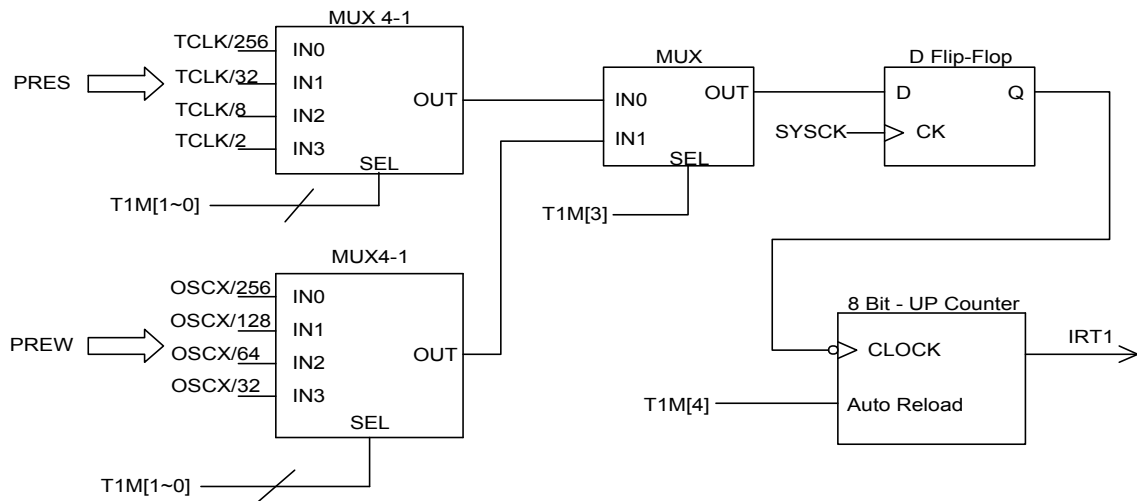 MUX 4-1
PRES
TCLK/256
TCLK/32
TCLK/8
TCLK/2
IN0
IN1
IN2
IN3
OUT
SEL
T1M[1~0]
MUX
IN0
IN1
OUT
SEL
T1M[3]
D Flip-Flop
D
Q
SYSCK
CK
MUX4-1
PREW
OSCX/256
OSCX/128
OSCX/64
OSCX/32
IN0
IN1
IN2
IN3
OUT
SEL
T1M[1~0]
8 Bit - UP Counter
CLOCK
IRT1
T1M[4]
Auto Reload